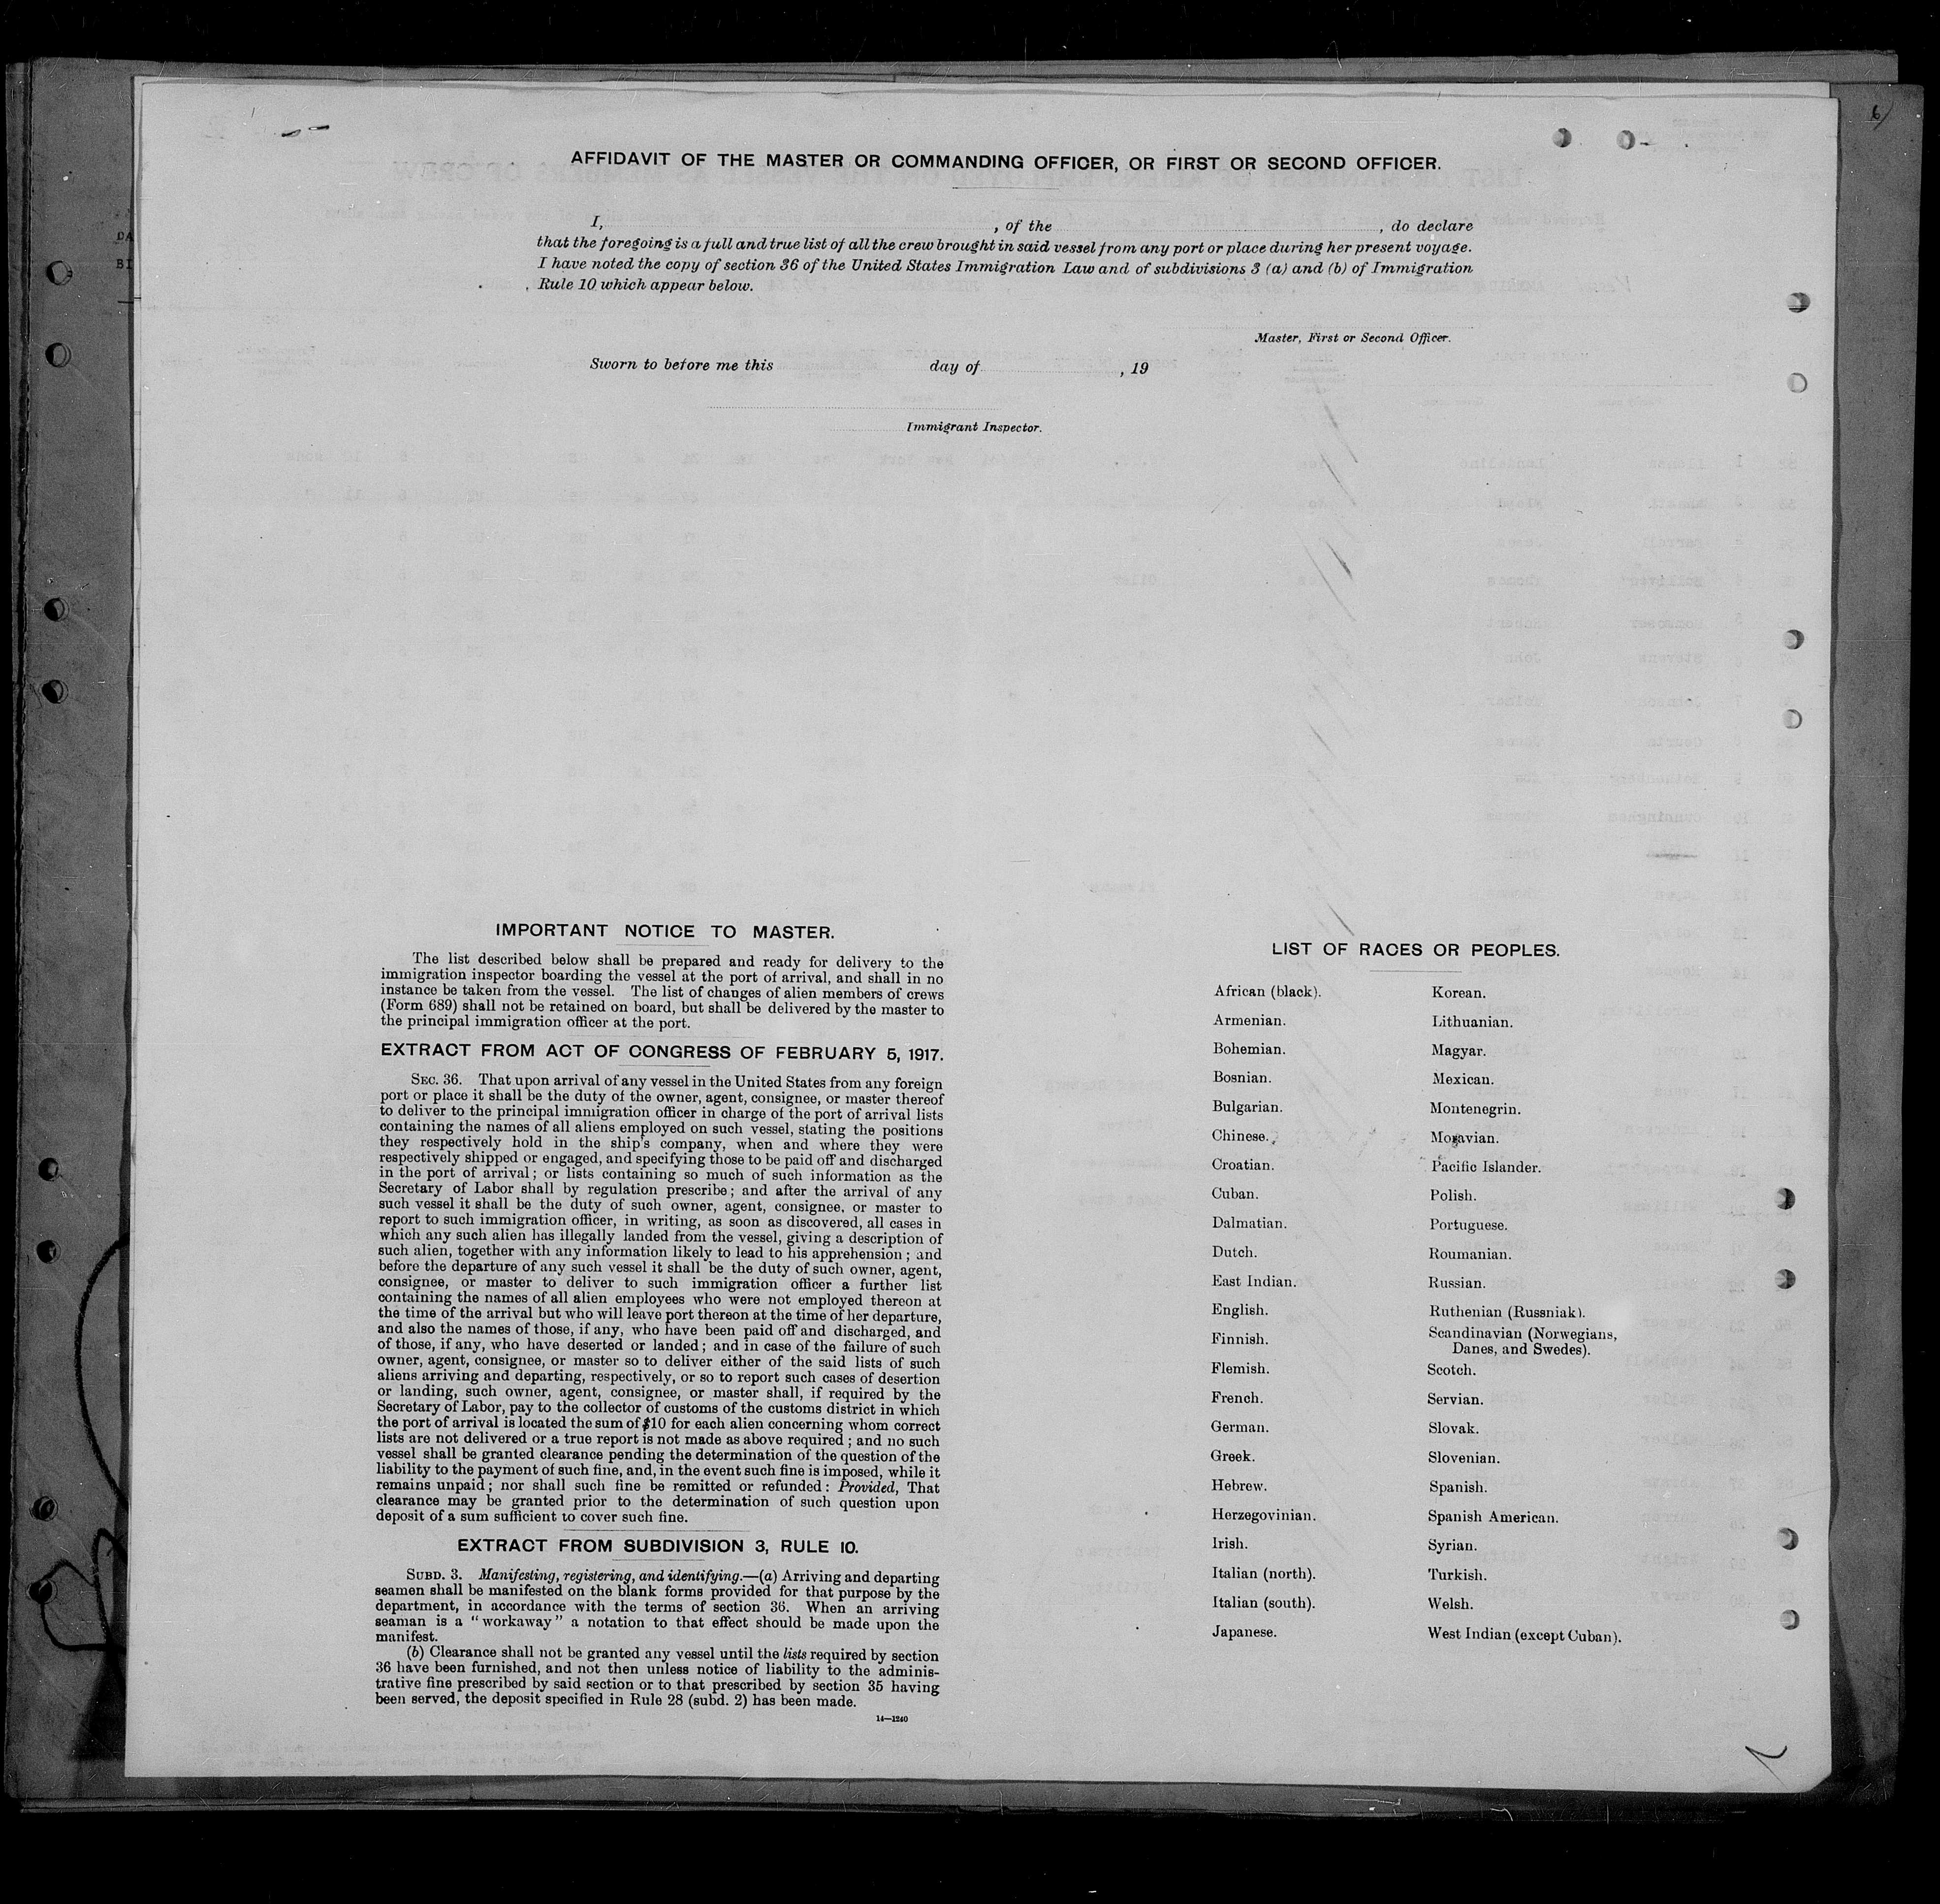 AFFIDAVIT OF THE MASTER OR COMMANDING OFFICER, OR FIRST OR SECOND OFFICER.
I, , of the , do declare
that the foregoing is a full and true list of all the crew brought in said vessel from any port or place during her present voyage.
I have noted the copy of section 36 of the United States Immigration Law and of subdivisions 3 (a) and (b) of Immigration
Rule 10 which appear below.
Master, First or Second Officer.
Sworn to before me this day of , 19
Immigrant Inspector.
IMPORTANT NOTICE TO MASTER.
The list described below shall be prepared and ready for delivery to the
immigration inspector boarding the vessel at the port of arrival, and shall in no
instance be taken from the vessel. The list of changes of alien members of crews
(Form 689) shall not be retained on board, but shall be delivered by the master to
the principal immigration officer at the port.
EXTRACT FROM ACT OF CONGRESS OF FEBRUARY 5, 1917.
SEC. 36. That upon arrival of any vessel in the United States from any foreign
port or place it shall be the duty of the owner, agent, consignee, or master thereof
to deliver to the principal immigration officer in charge of the port of arrival lists
containing the names of all aliens employed on such vessel, stating the positions
they respectively hold in the ship's company, when and where they were
respectively shipped or engaged, and specifying those to be paid off and discharged
in the port of arrival; or lists containing so much of such information as the
Secretary of Labor shall by regulation prescribe; and after the arrival of any
such vessel it shall be the duty of such owner, agent, consignee, or master to
report to such immigration officer, in writing, as soon as discovered, all cases in
which any such alien has illegally landed from the vessel, giving a description of
such alien, together with any information likely to lead to his apprehension; and
before the departure of any such vessel it shall be the duty of such owner, agent,
consignee, or master to deliver to such immigration officer a further list
containing the names of all alien employees who were not employed thereon at
the time of the arrival but who will leave port thereon at the time of her departure,
and also the names of those, if any, who have been paid off and discharged, and
of those, if any, who have deserted or landed; and in case of the failure of such
owner, agent, consignee, or master so to deliver either of the said lists of such
aliens arriving and departing, respectively, or so to report such cases of desertion
or landing, such owner, agent, consignee, or master shall, if required by the
Secretary of Labor, pay to the collector of customs of the customs district in which
the port of arrival is located the sum of $10 for each alien concerning whom correct
lists are not delivered or a true report is not made as above required; and no such
vessel shall be granted clearance pending the determination of the question of the
liability to the payment of such fine, and, in the event such fine is imposed, while it
remains unpaid; nor shall such fine be remitted or refunded: Provided, That
clearance may be granted prior to the determination of such question upon
deposit of a sum sufficient to cover such fine.
EXTRACT FROM SUBDIVISION 3, RULE 10.
SUBD. 3. Manifesting, registering, and identifying.—(a) Arriving and departing
seamen shall be manifested on the blank forms provided for that purpose by the
department, in accordance with the terms of section 36. When an arriving
seaman is a "workaway" a notation to that effect should be made upon the
manifest.
(b) Clearance shall not be granted any vessel until the lists required by section
36 have been furnished, and not then unless notice of liability to the adminis-
trative fine prescribed by said section or to that prescribed by section 35 having
been served, the deposit specified in Rule 28 (subd. 2) has been made.
14—1240
LIST OF RACES OR PEOPLES.
African (black).
Armenian.
Bohemian.
Bosnian.
Bulgarian.
Chinese.
Croatian.
Cuban.
Dalmatian.
Dutch.
East Indian.
English.
Finnish.
Flemish.
French.
German.
Greek.
Hebrew.
Herzegovinian.
Irish.
Italian (north).
Italian (south).
Japanese.
Korean.
Lithuanian.
Magyar.
Mexican.
Montenegrin.
Moravian.
Pacific Islander.
Polish.
Portuguese.
Roumanian.
Russian.
Ruthenian (Russniak).
Scandinavian (Norwegians,
Danes, and Swedes).
Scotch.
Servian.
Slovak.
Slovenian.
Spanish.
Spanish American.
Syrian.
Turkish.
Welsh.
West Indian (except Cuban).
DA
BI